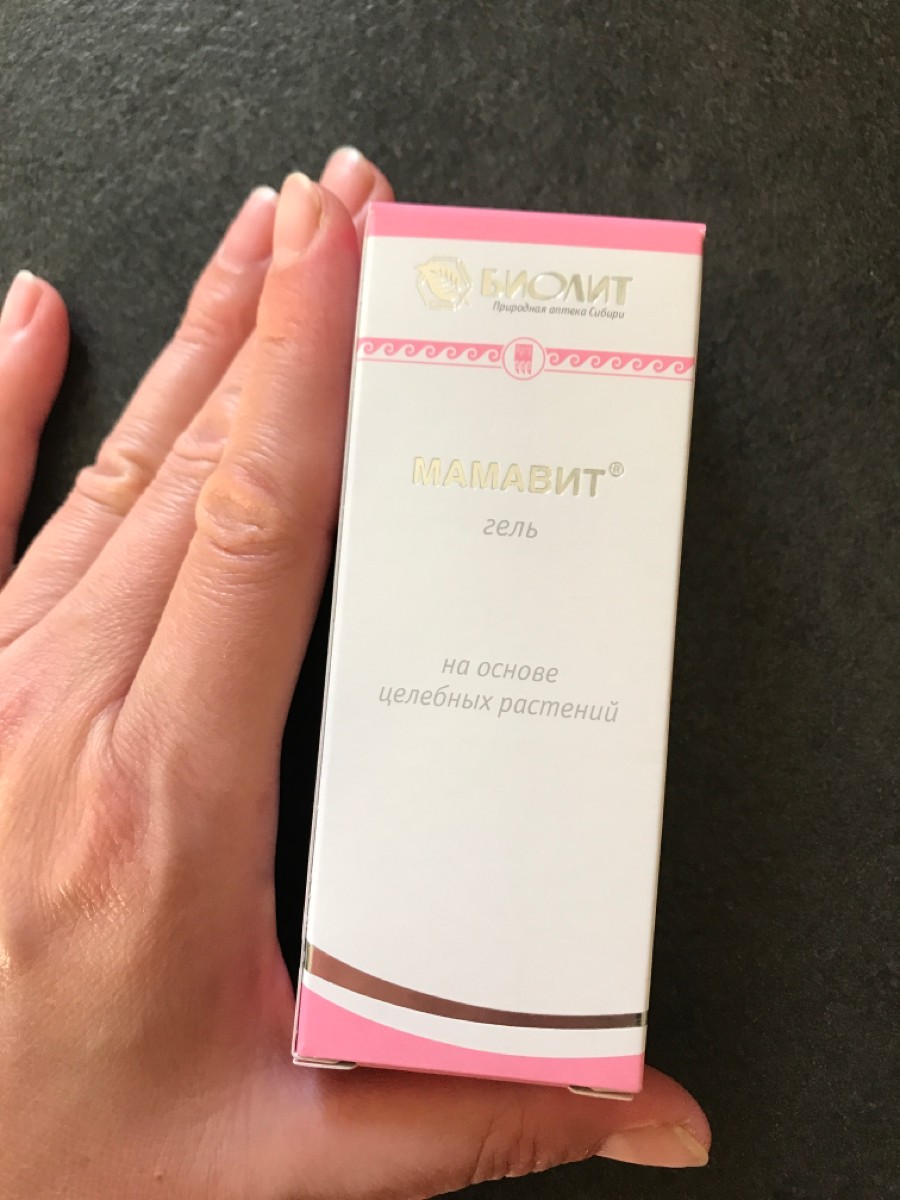 БИОЛИТ
Природная аптека Сибири
МАМАВИТ®
гель
на основе
целебных растений